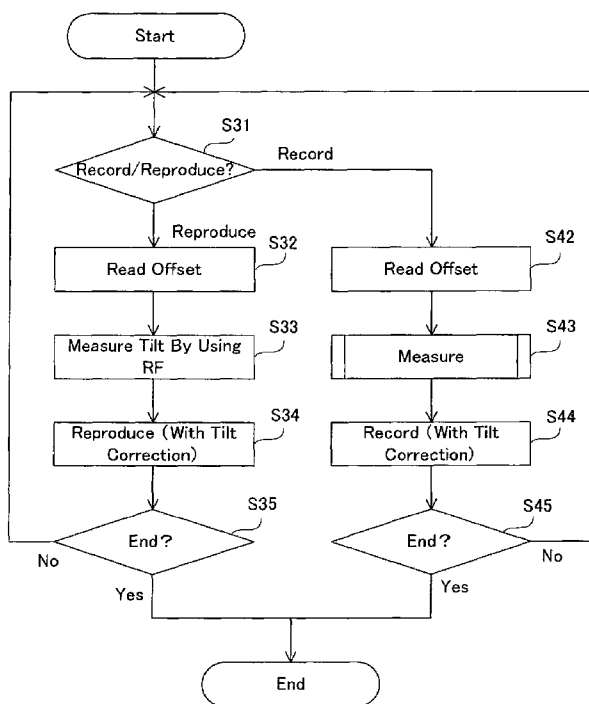 Start
S31
Record/Reproduce?
Record
Reproduce
S32
Read Offset
S42
Read Offset
S33
Measure Tilt By Using
RF
S43
Measure
S34
Reproduce (With Tilt
Correction)
S44
Record (With Tilt
Correction)
S35
End?
No
Yes
S45
End?
No
Yes
End